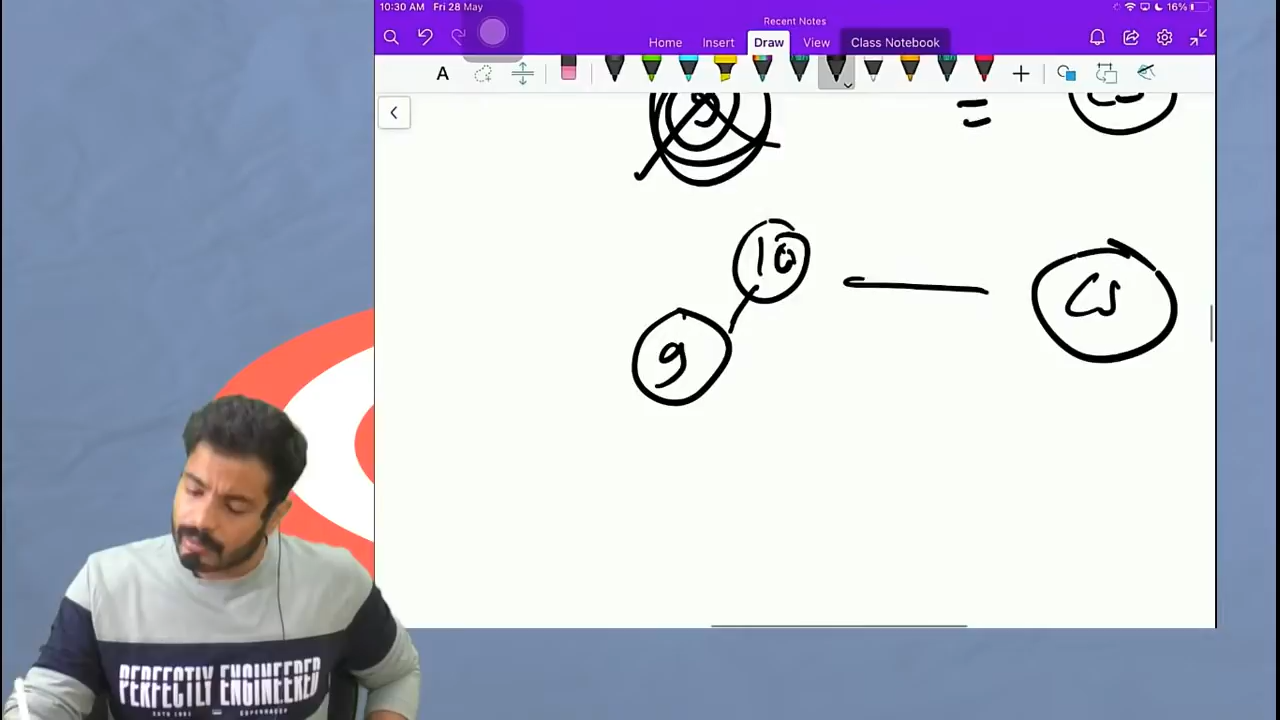 10:30 AM Fri 28 May
16%
Recent Notes
Home Insert Draw View Class Notebook
A
=
10
9
CS
PERFECTLY
ENGINEERED